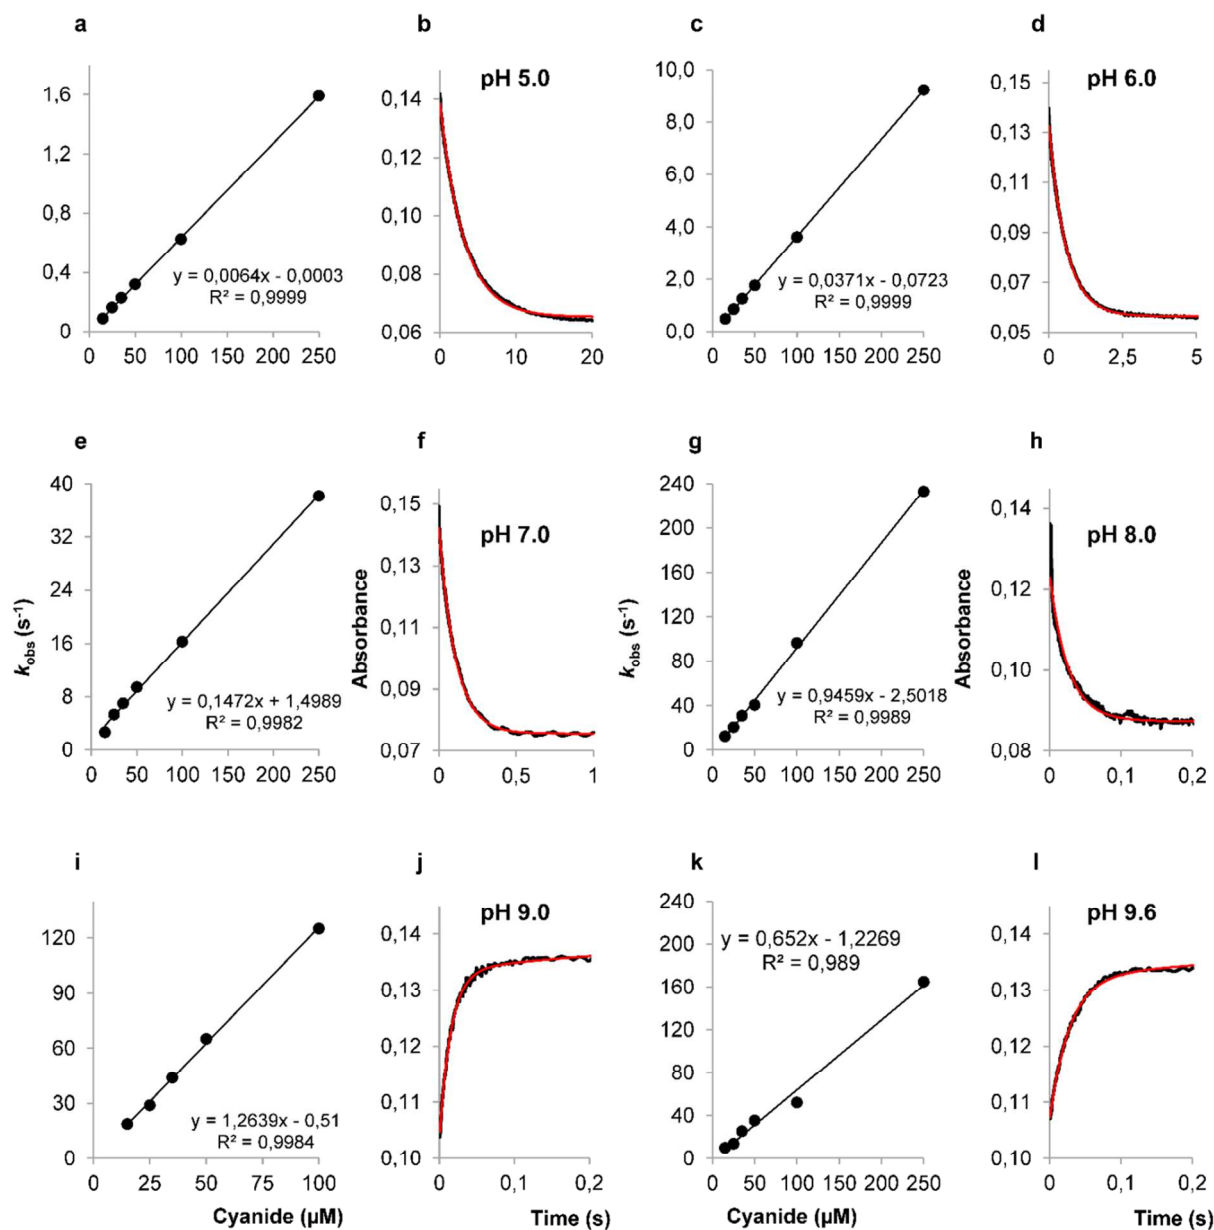 a
1,6
1,2
0,8
0,4
0
y = 0,0064x - 0,0003
R² = 0,9999
0 50 100 150 200 250
b
pH 5.0
0,14
0,12
0,10
0,08
0,06
0 10 20
c
10,0
8,0
6,0
4,0
2,0
0,0
y = 0,0371x - 0,0723
R² = 0,9999
0 50 100 150 200 250
d
pH 6.0
0,15
0,13
0,11
0,09
0,07
0,05
0 2,5 5
e
40
32
24
16
8
0
kobs (s-1)
y = 0,1472x + 1,4989
R² = 0,9982
0 50 100 150 200 250
f
pH 7.0
0,15
0,13
0,11
0,09
0,07
Absorbance
0 0,5 1
g
240
200
160
120
80
40
0
kobs (s-1)
y = 0,9459x - 2,5018
R² = 0,9989
0 50 100 150 200 250
h
pH 8.0
0,14
0,12
0,10
0,08
Absorbance
0 0,1 0,2
i
120
90
60
30
0
y = 1,2639x - 0,51
R² = 0,9984
0 25 50 75 100
Cyanide (µM)
j
pH 9.0
0,14
0,13
0,12
0,11
0,10
0 0,1 0,2
Time (s)
k
240
200
160
120
80
40
0
y = 0,652x - 1,2269
R² = 0,989
0 50 100 150 200 250
Cyanide (µM)
l
pH 9.6
0,14
0,13
0,12
0,11
0,10
0 0,1 0,2
Time (s)